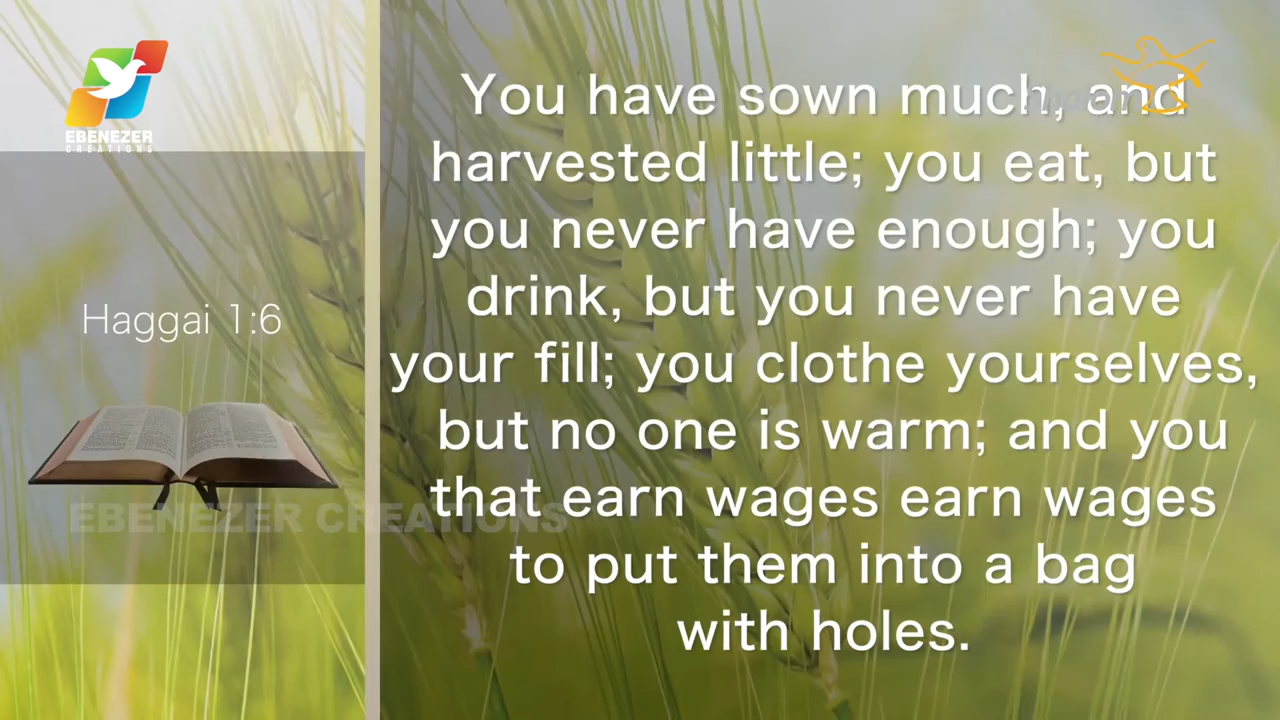 EBENEZER
CREATIONS
Haggai 1:6
EBENEZER CREATIONS
You have sown much, and
harvested little; you eat, but
you never have enough; you
drink, but you never have
your fill; you clothe yourselves,
but no one is warm; and you
that earn wages earn wages
to put them into a bag
with holes.